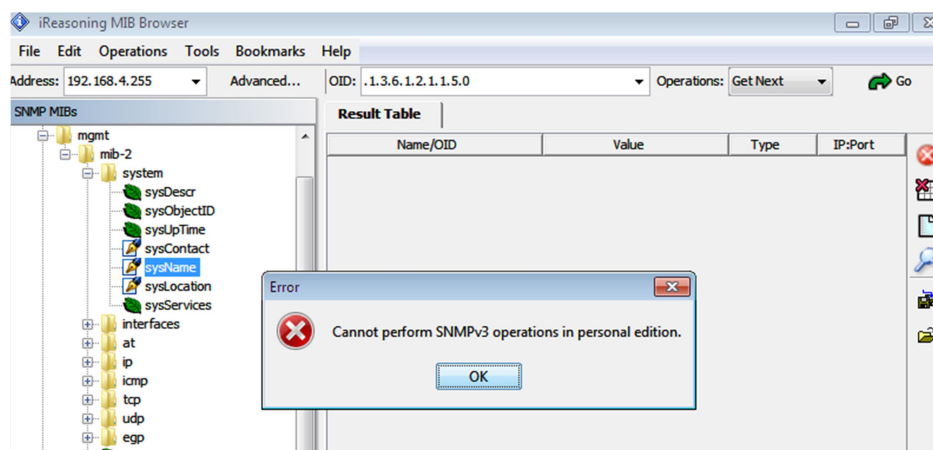 iReasoning MIB Browser
File Edit Operations Tools Bookmarks Help
Address: 192.168.4.255 Advanced... OID: .1.3.6.1.2.1.1.5.0 Operations: Get Next Go
SNMP MIBs
Result Table
Name/OID Value Type IP:Port
mgmt
mib-2
system
sysDescr
sysObjectID
sysUpTime
sysContact
sysName
sysLocation
sysServices
interfaces
at
ip
icmp
tcp
udp
egp
Error
Cannot perform SNMPv3 operations in personal edition.
OK